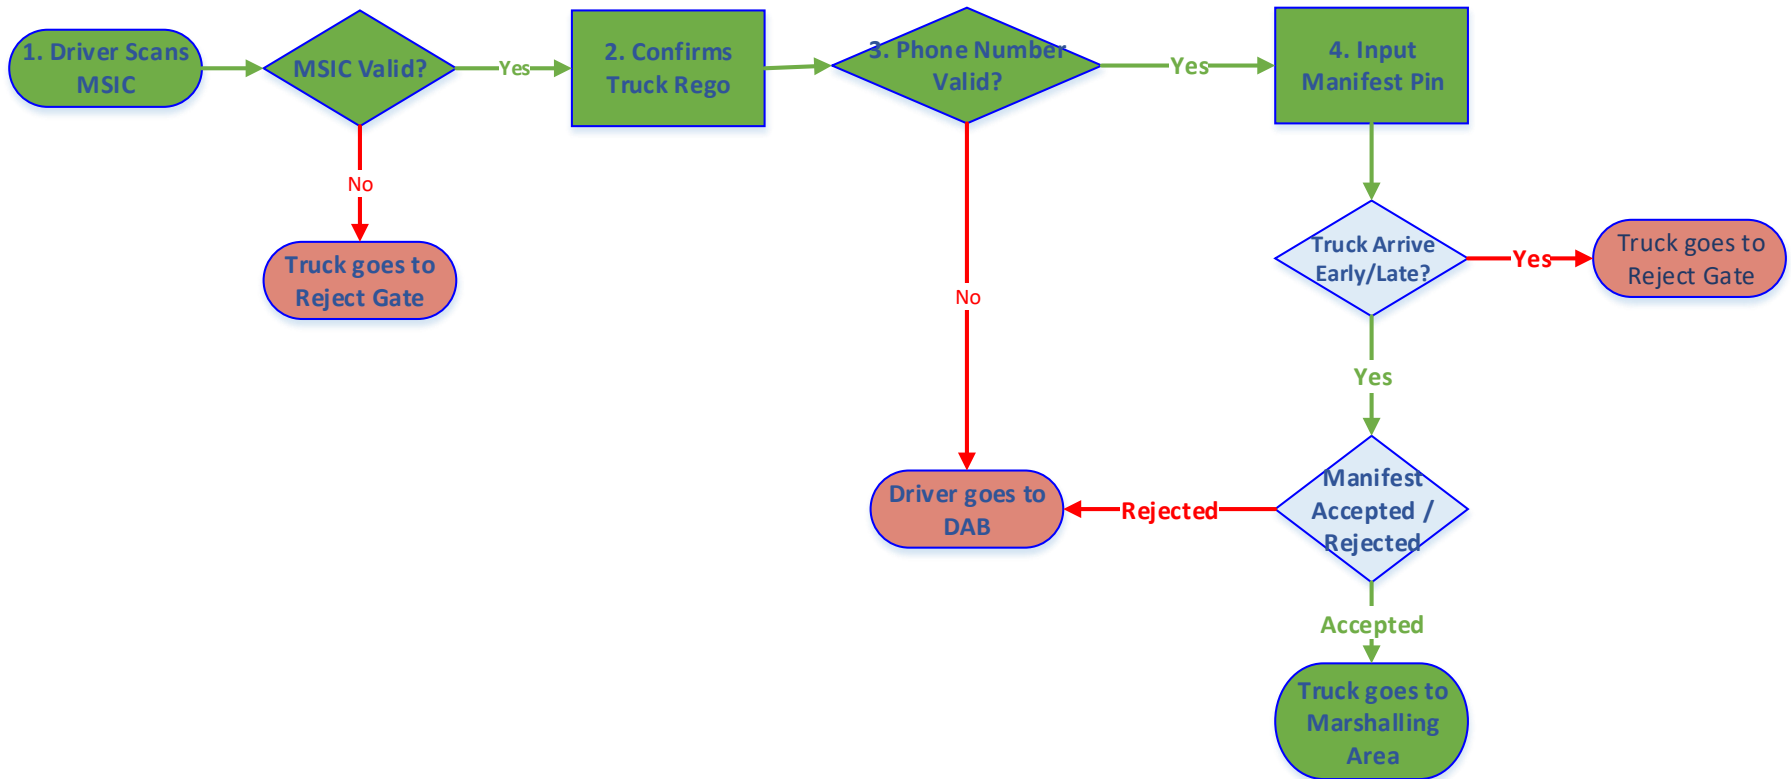 1. Driver Scans
MSIC
MSIC Valid?
Yes
2. Confirms
Truck Rego
3. Phone Number
Valid?
Yes
4. Input
Manifest Pin
No
Truck goes to
Reject Gate
No
Truck Arrive
Early/Late?
Yes
Truck goes to
Reject Gate
Yes
Manifest
Accepted /
Rejected
Rejected
Driver goes to
DAB
Accepted
Truck goes to
Marshalling
Area